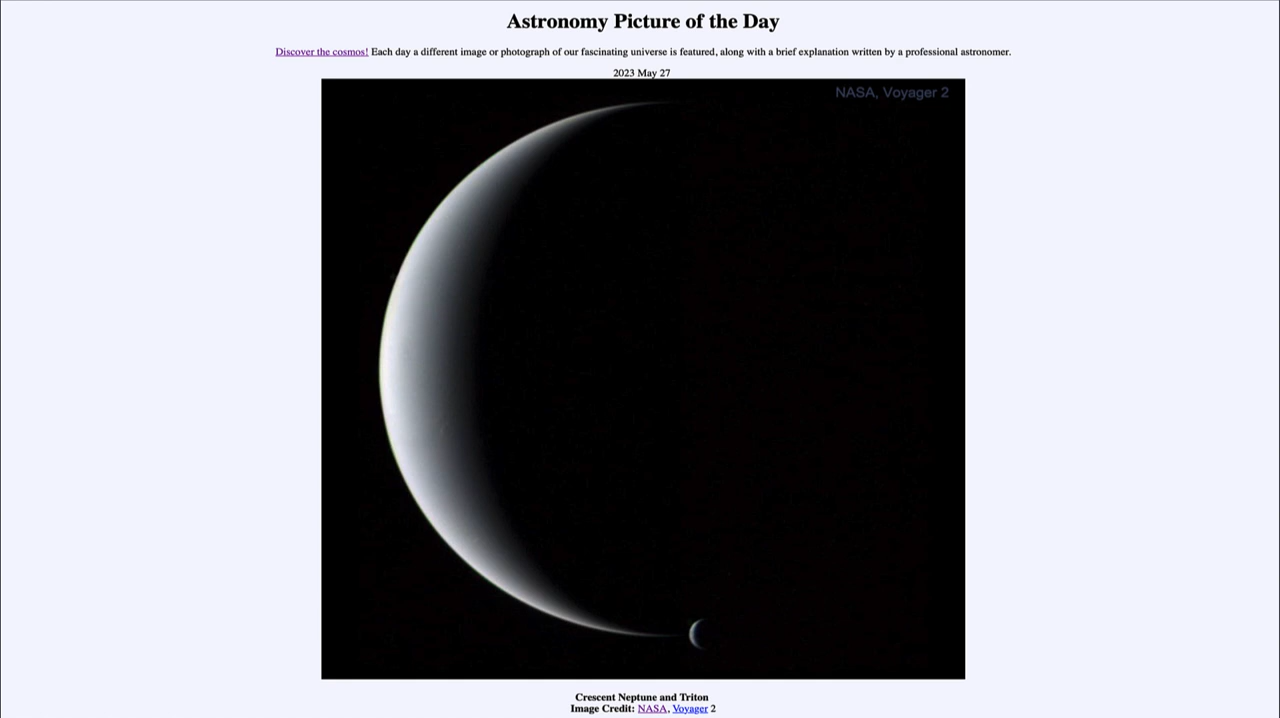 Astronomy Picture of the Day
Discover the cosmos! Each day a different image or photograph of our fascinating universe is featured, along with a brief explanation written by a professional astronomer.
2023 May 27
NASA, Voyager 2
Crescent Neptune and Triton
Image Credit: NASA, Voyager 2